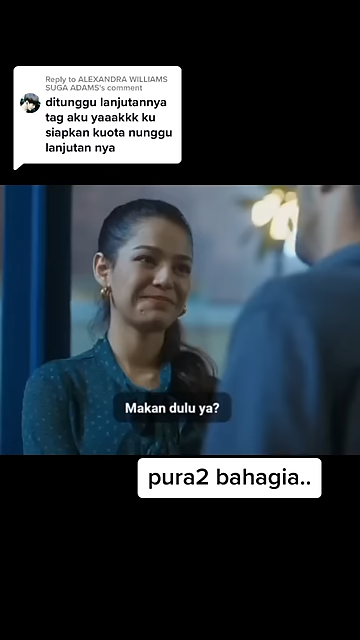 Reply to ALEXANDRA WILLIAMS
SUGA ADAMS's comment
ditunggu lanjutannya
tag aku yaaakkk ku
siapkan kuota nunggu
lanjutan nya
Makan dulu ya?
pura2 bahagia..